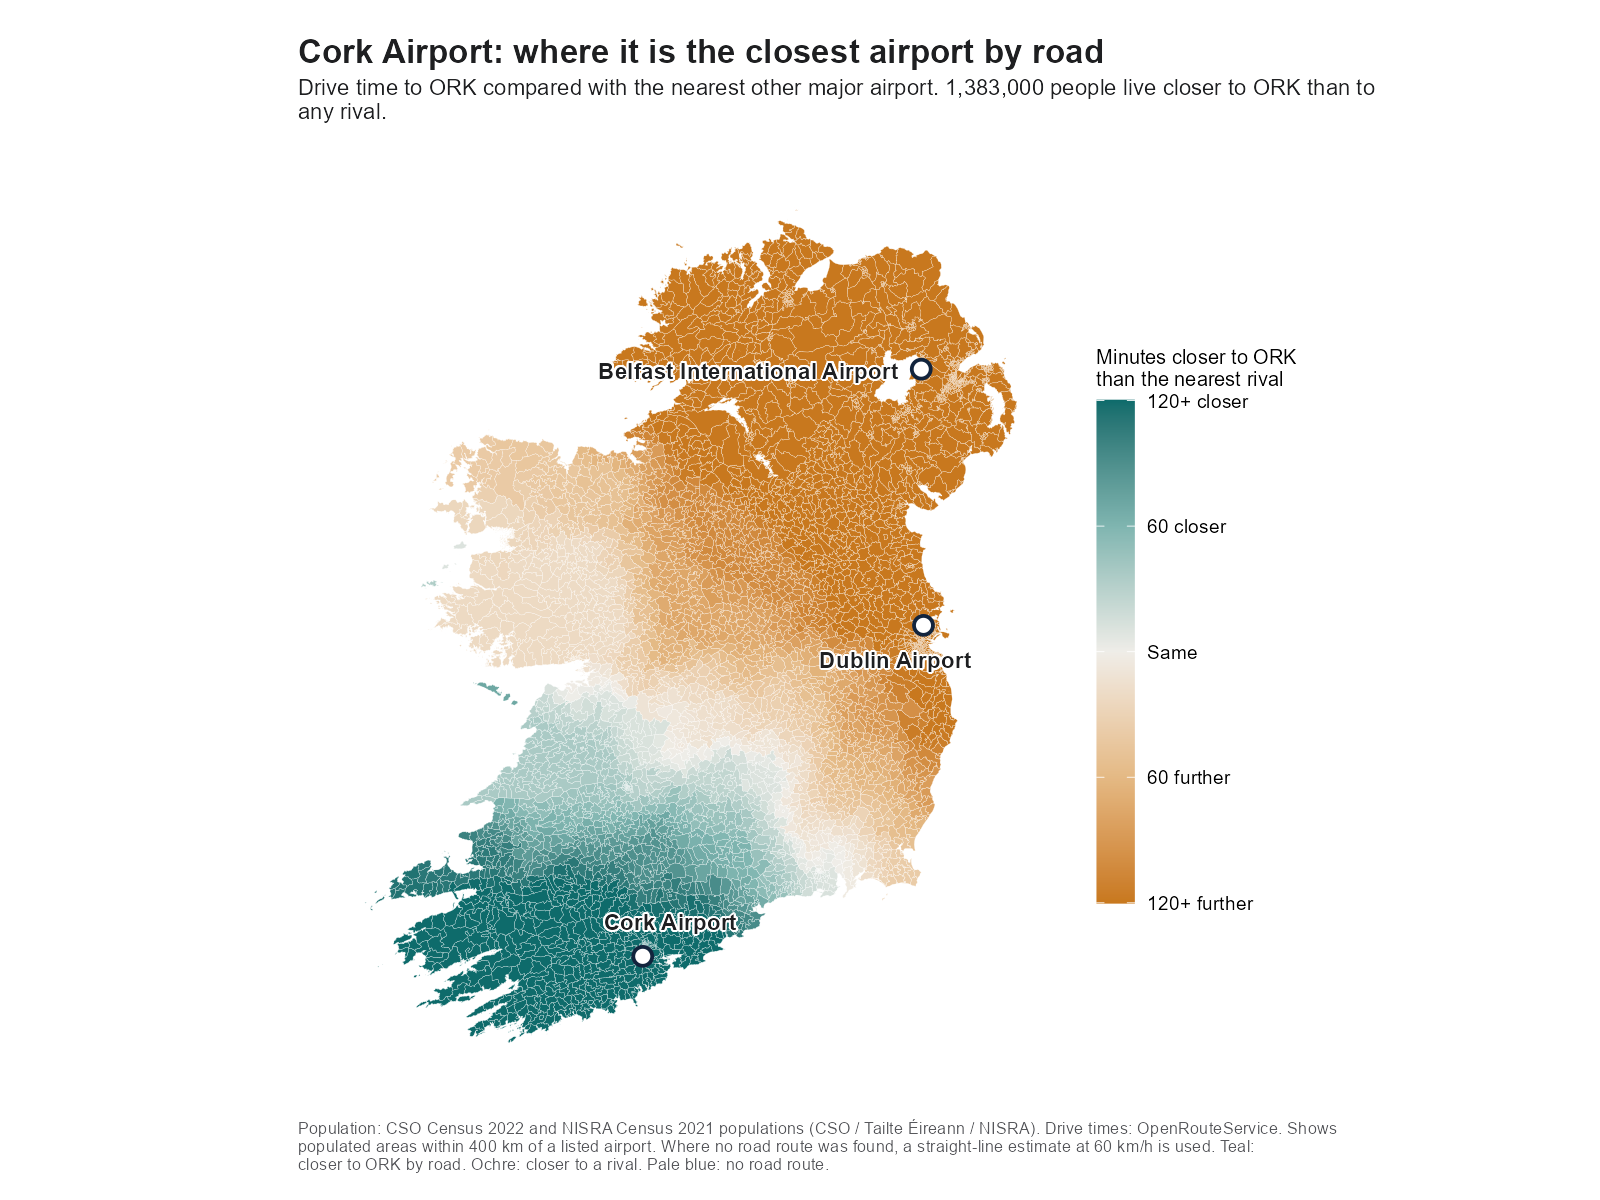 Cork Airport: where it is the closest airport by road
Drive time to ORK compared with the nearest other major airport. 1,383,000 people live closer to ORK than to
any rival.
Belfast International Airport
Minutes closer to ORK
than the nearest rival
120+ closer
60 closer
Same
60 further
120+ further
Dublin Airport
Cork Airport
Population: CSO Census 2022 and NISRA Census 2021 populations (CSO / Tailte Éireann / NISRA). Drive times: OpenRouteService. Shows
populated areas within 400 km of a listed airport. Where no road route was found, a straight-line estimate at 60 km/h is used. Teal:
closer to ORK by road. Ochre: closer to a rival. Pale blue: no road route.